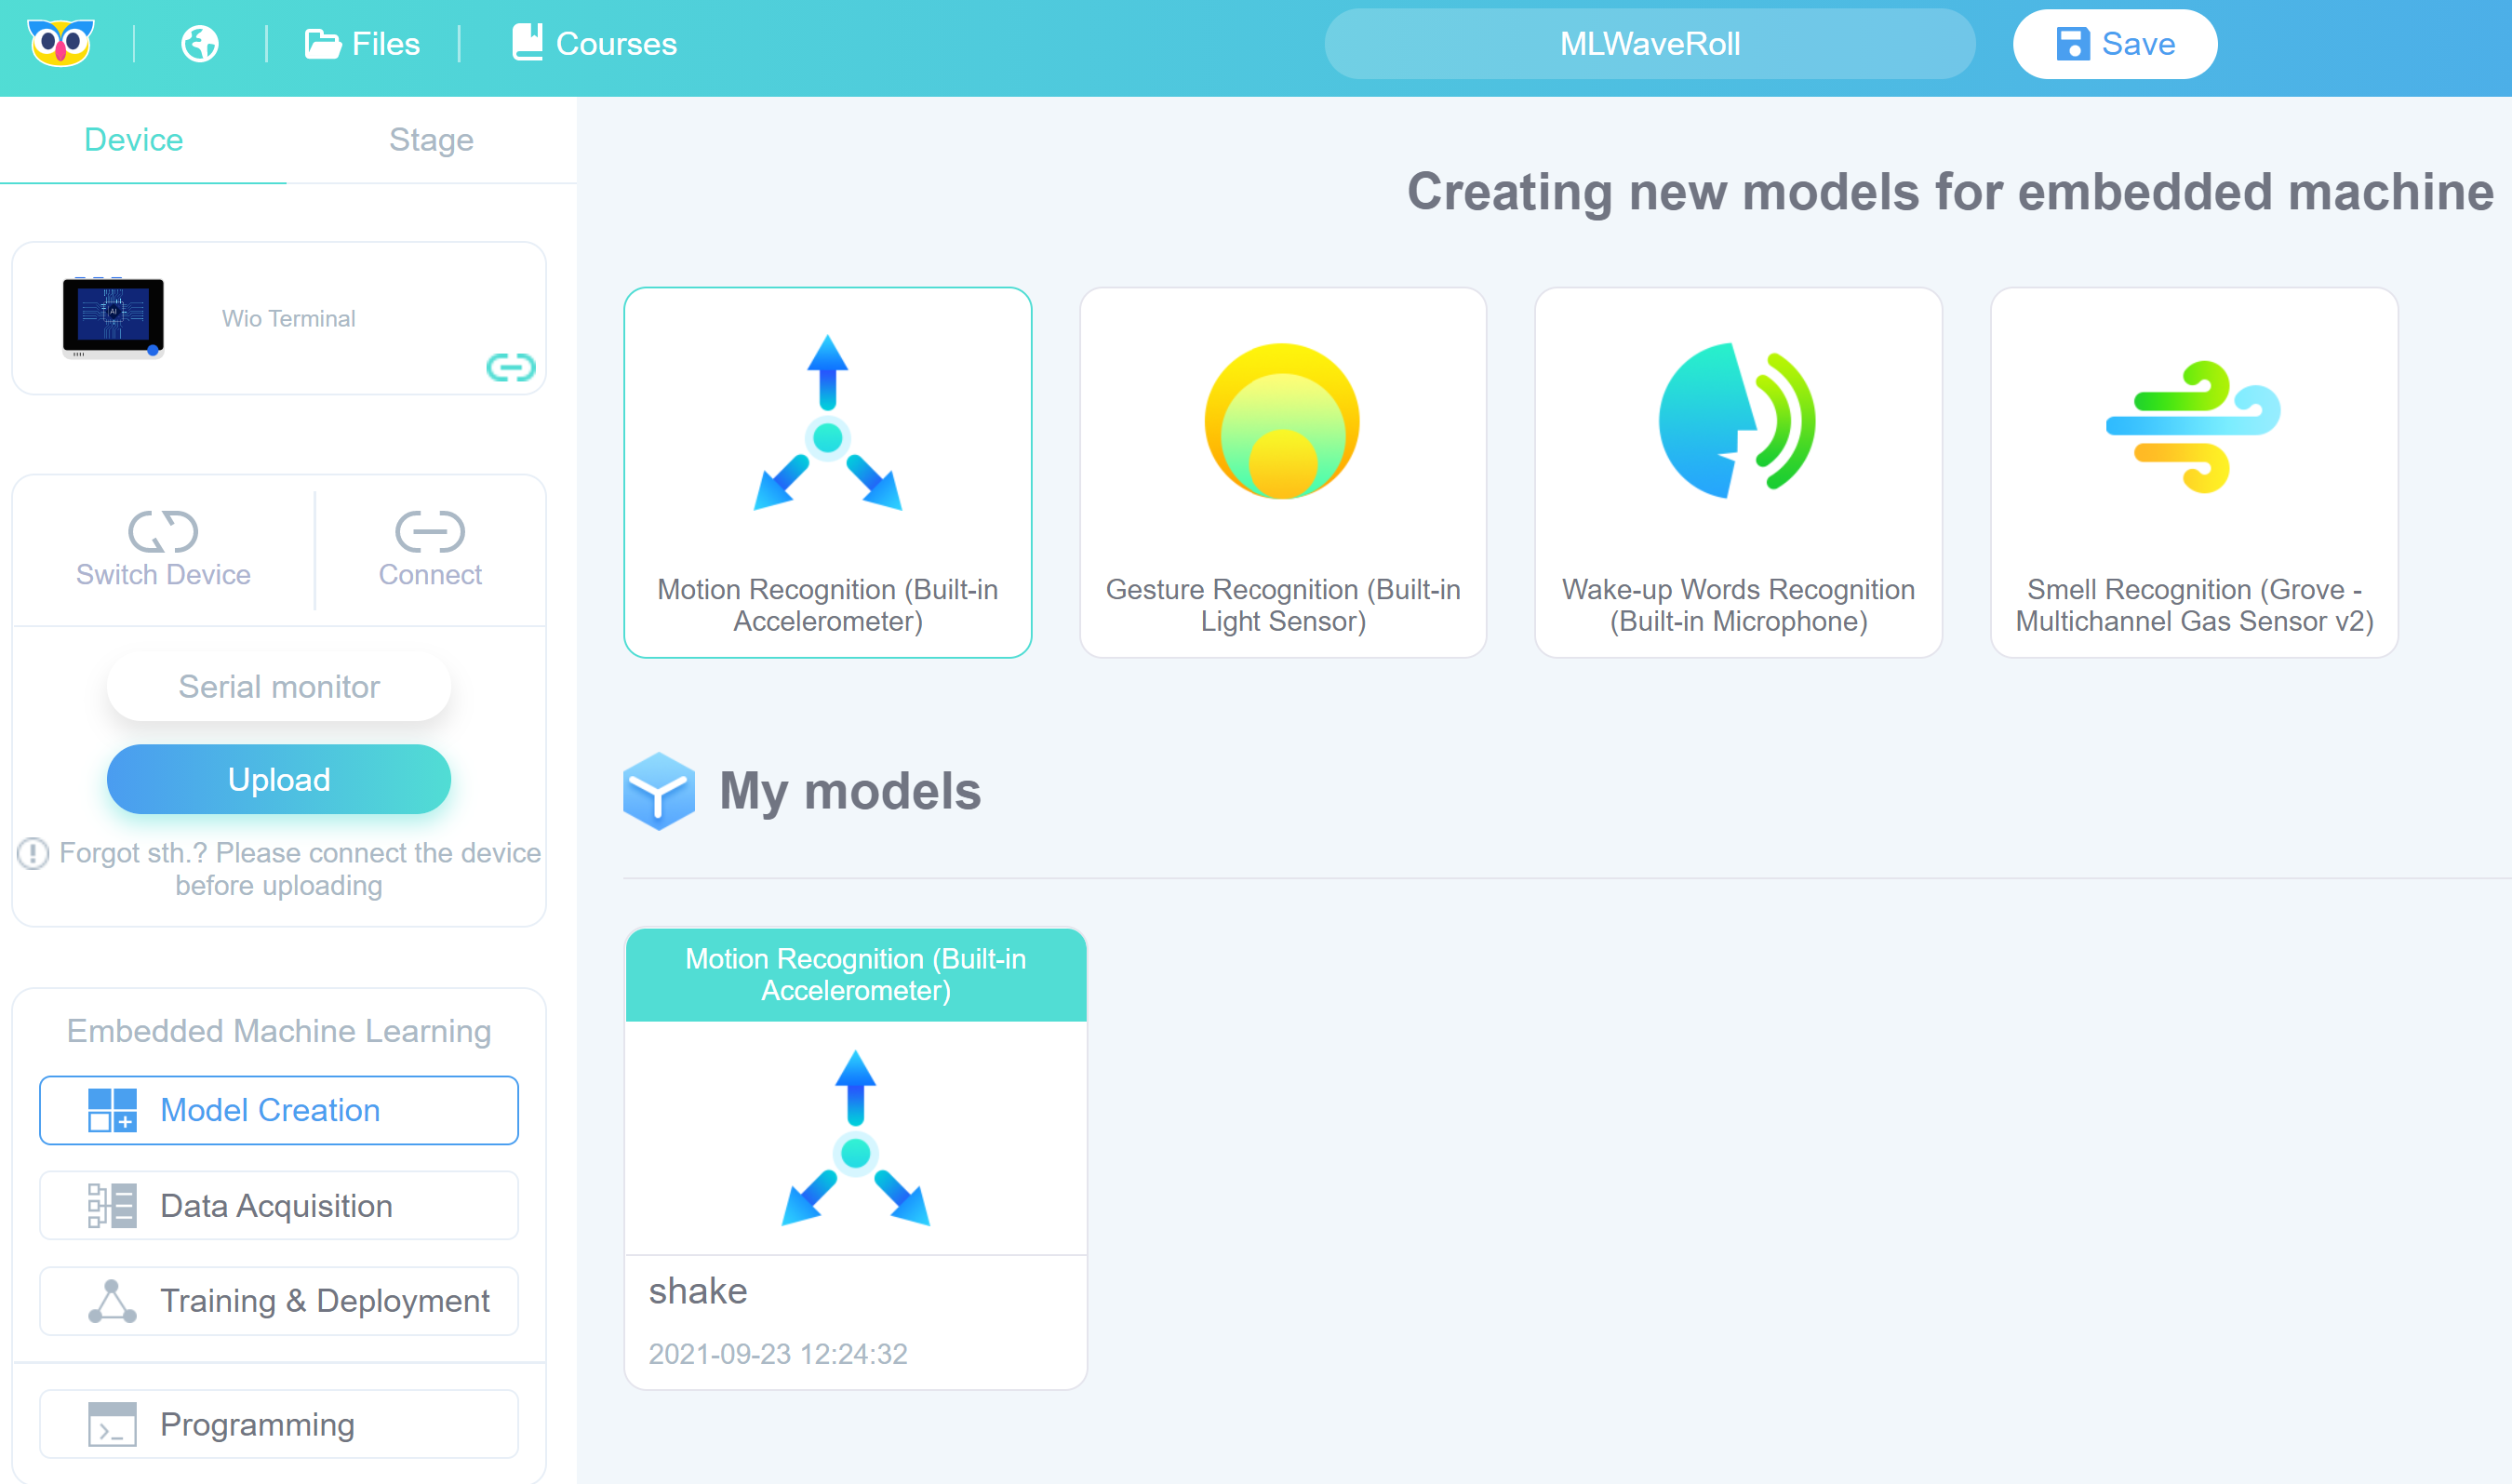 Files
Courses
MLWaveRoll
Save
Device
Stage
Creating new models for embedded machine
AI
Wio Terminal
Switch Device
Connect
Serial monitor
Upload
Forgot sth.? Please connect the device
before uploading
Embedded Machine Learning
Model Creation
Data Acquisition
Training & Deployment
Programming
Motion Recognition (Built-in
Accelerometer)
Gesture Recognition (Built-in
Light Sensor)
Wake-up Words Recognition
(Built-in Microphone)
Smell Recognition (Grove -
Multichannel Gas Sensor v2)
My models
Motion Recognition (Built-in
Accelerometer)
shake
2021-09-23 12:24:32